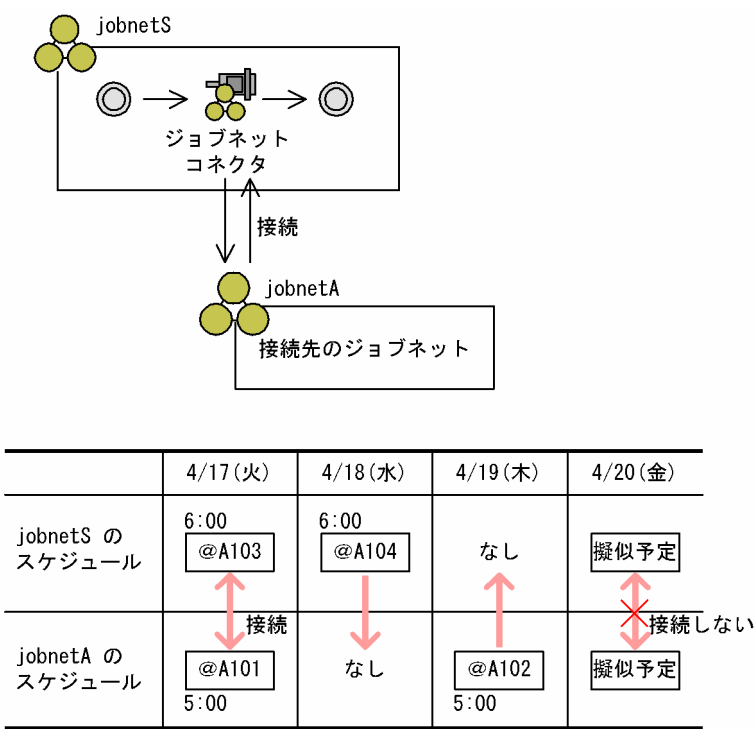 jobnetS
ジョブネット
コネクタ
接続
jobnetA
接続先のジョブネット
4/17(火) 4/18(水) 4/19(木) 4/20(金)
6:00 6:00
jobnetS の
スケジュール
@A103 @A104 なし 擬似予定
接続 接続しない
jobnetA の
スケジュール
@A101 なし @A102 擬似予定
5:00 5:00